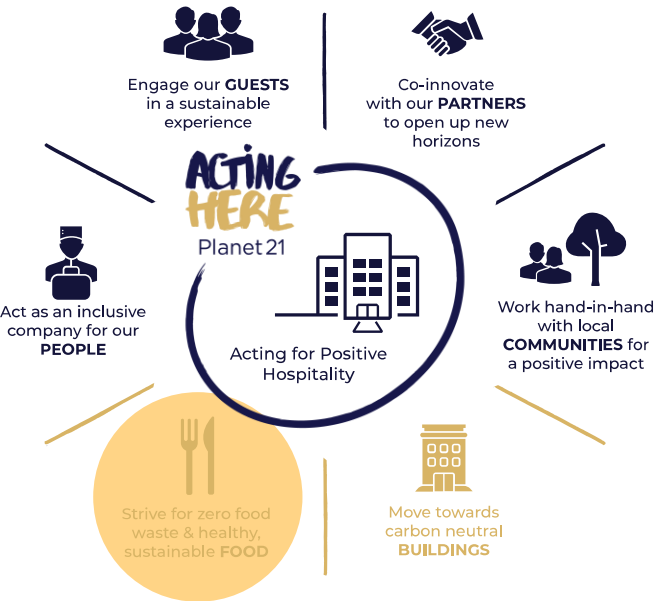 Engage our GUESTS
in a sustainable
experience
Co-innovate
with our PARTNERS
to open up new
horizons
ACTING
HERE
Planet 21
Acting for Positive
Hospitality
Act as an inclusive
company for our
PEOPLE
Work hand-in-hand
with local
COMMUNITIES for
a positive impact
Strive for zero food
waste & healthy,
sustainable FOOD
Move towards
carbon neutral
BUILDINGS